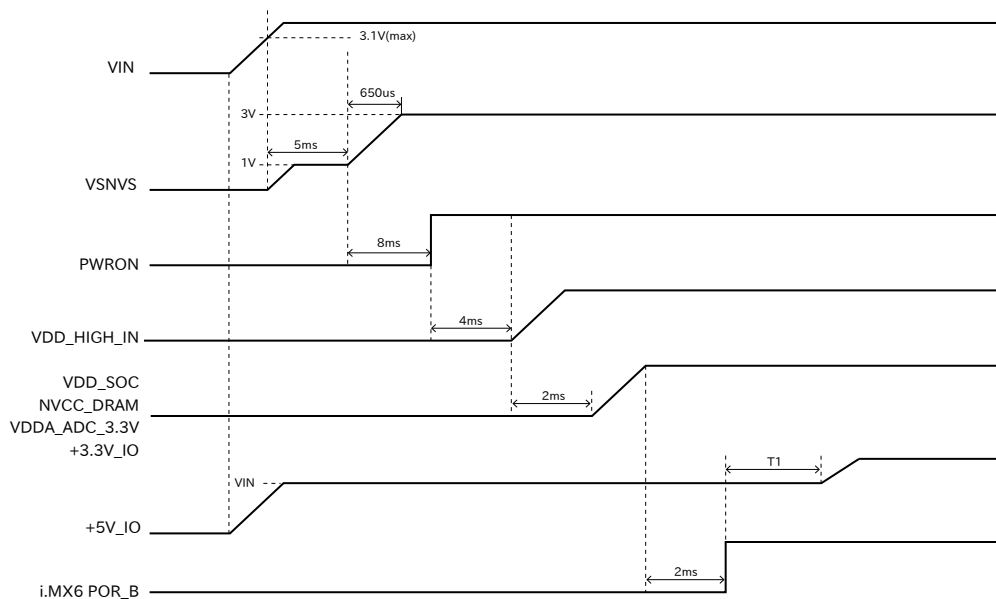 3.1V(max)
VIN
650us
3V
5ms
1V
VSNVS
8ms
PWRON
4ms
VDD_HIGH_IN
VDD_SOC
2ms
NVCC_DRAM
VDDA_ADC_3.3V
+3.3V_IO
T1
VIN
+5V_IO
2ms
i.MX6 POR_B